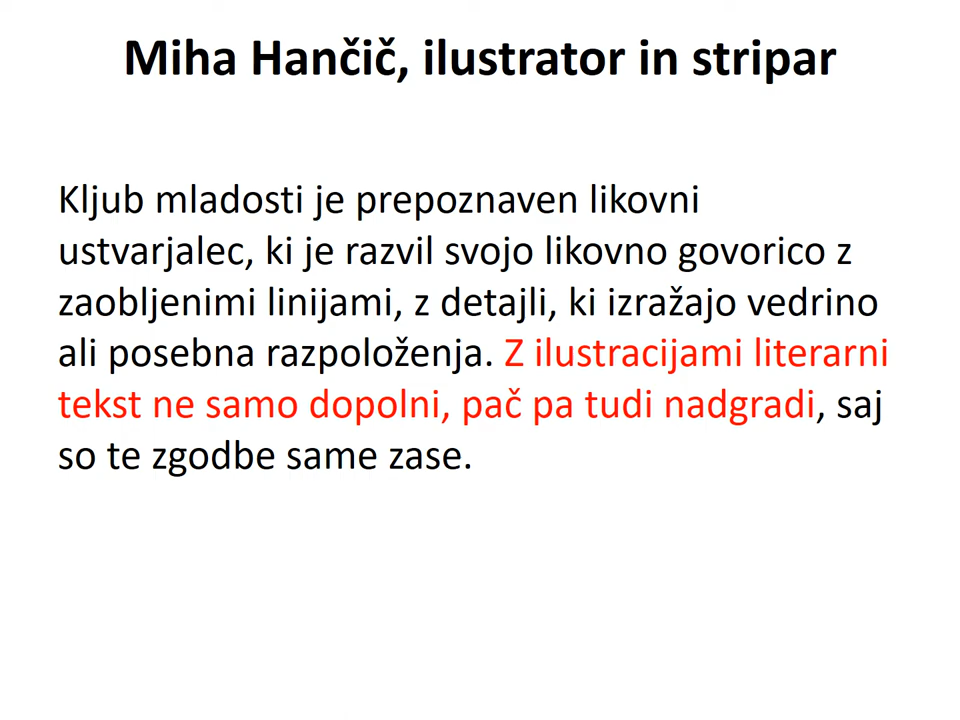 Miha Hančič, ilustrator in stripar
Kljub mladosti je prepoznaven likovni
ustvarjalec, ki je razvil svojo likovno govorico z
zaobljenimi linijami, z detajli, ki izražajo vedrino
ali posebna razpoloženja. Z ilustracijami literarni
tekst ne samo dopolni, pač pa tudi nadgradi, saj
so te zgodbe same zase.